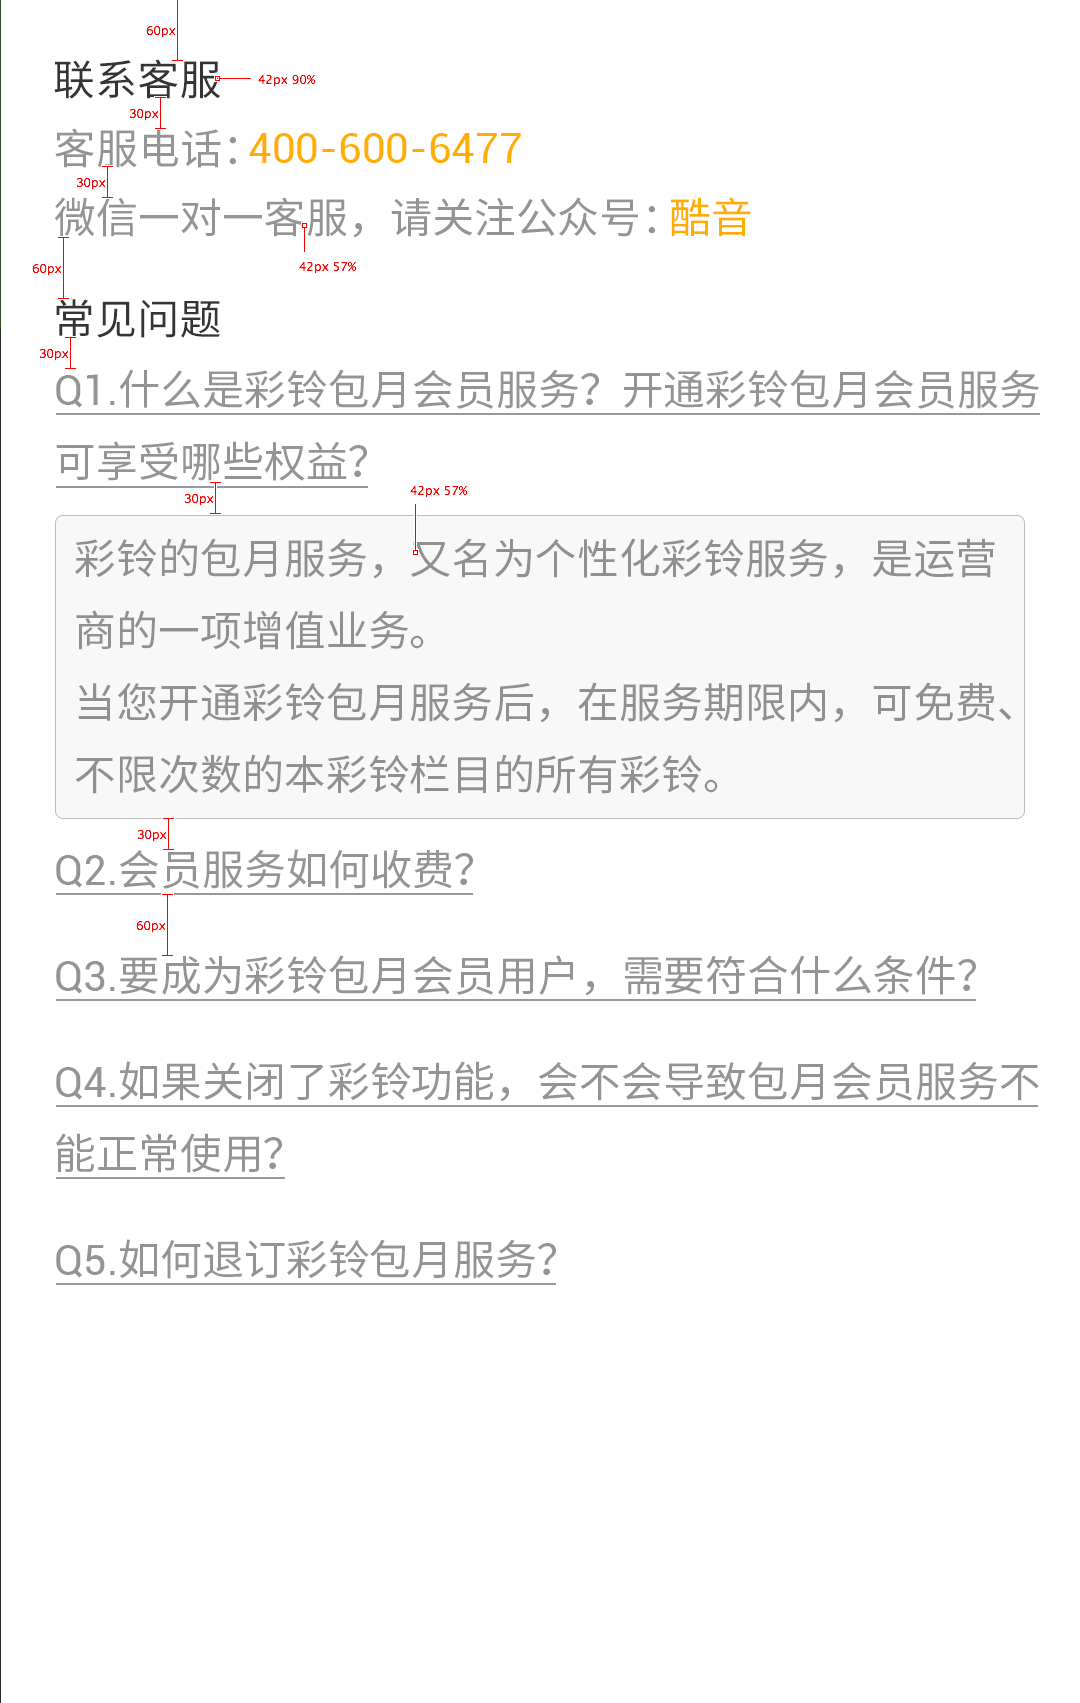 60px
联系客服
42px 90%
30px
客服电话：400-600-6477
30px
微信一对一客服，请关注公众号：酷音
42px 57%
60px
常见问题
30px
Q1.什么是彩铃包月会员服务？开通彩铃包月会员服务
可享受哪些权益？
30px
42px 57%
彩铃的包月服务，又名为个性化彩铃服务，是运营
商的一项增值业务。
当您开通彩铃包月服务后，在服务期限内，可免费、
不限次数的本彩铃栏目的所有彩铃。
30px
Q2.会员服务如何收费？
60px
Q3.要成为彩铃包月会员用户，需要符合什么条件？
Q4.如果关闭了彩铃功能，会不会导致包月会员服务不
能正常使用？
Q5.如何退订彩铃包月服务？